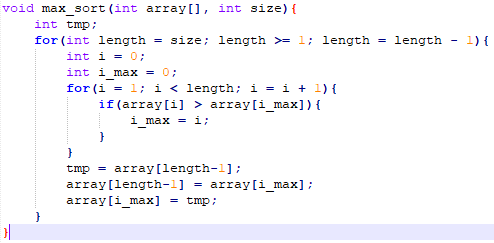 void max_sort(int array[], int size){
    int tmp;
    for(int length = size; length >= 1; length = length - 1){
        int i = 0;
        int i_max = 0;
        for(i = 1; i < length; i = i + 1){
            if(array[i] > array[i_max]){
                i_max = i;
            }
        }
        tmp = array[length-1];
        array[length-1] = array[i_max];
        array[i_max] = tmp;
    }
}